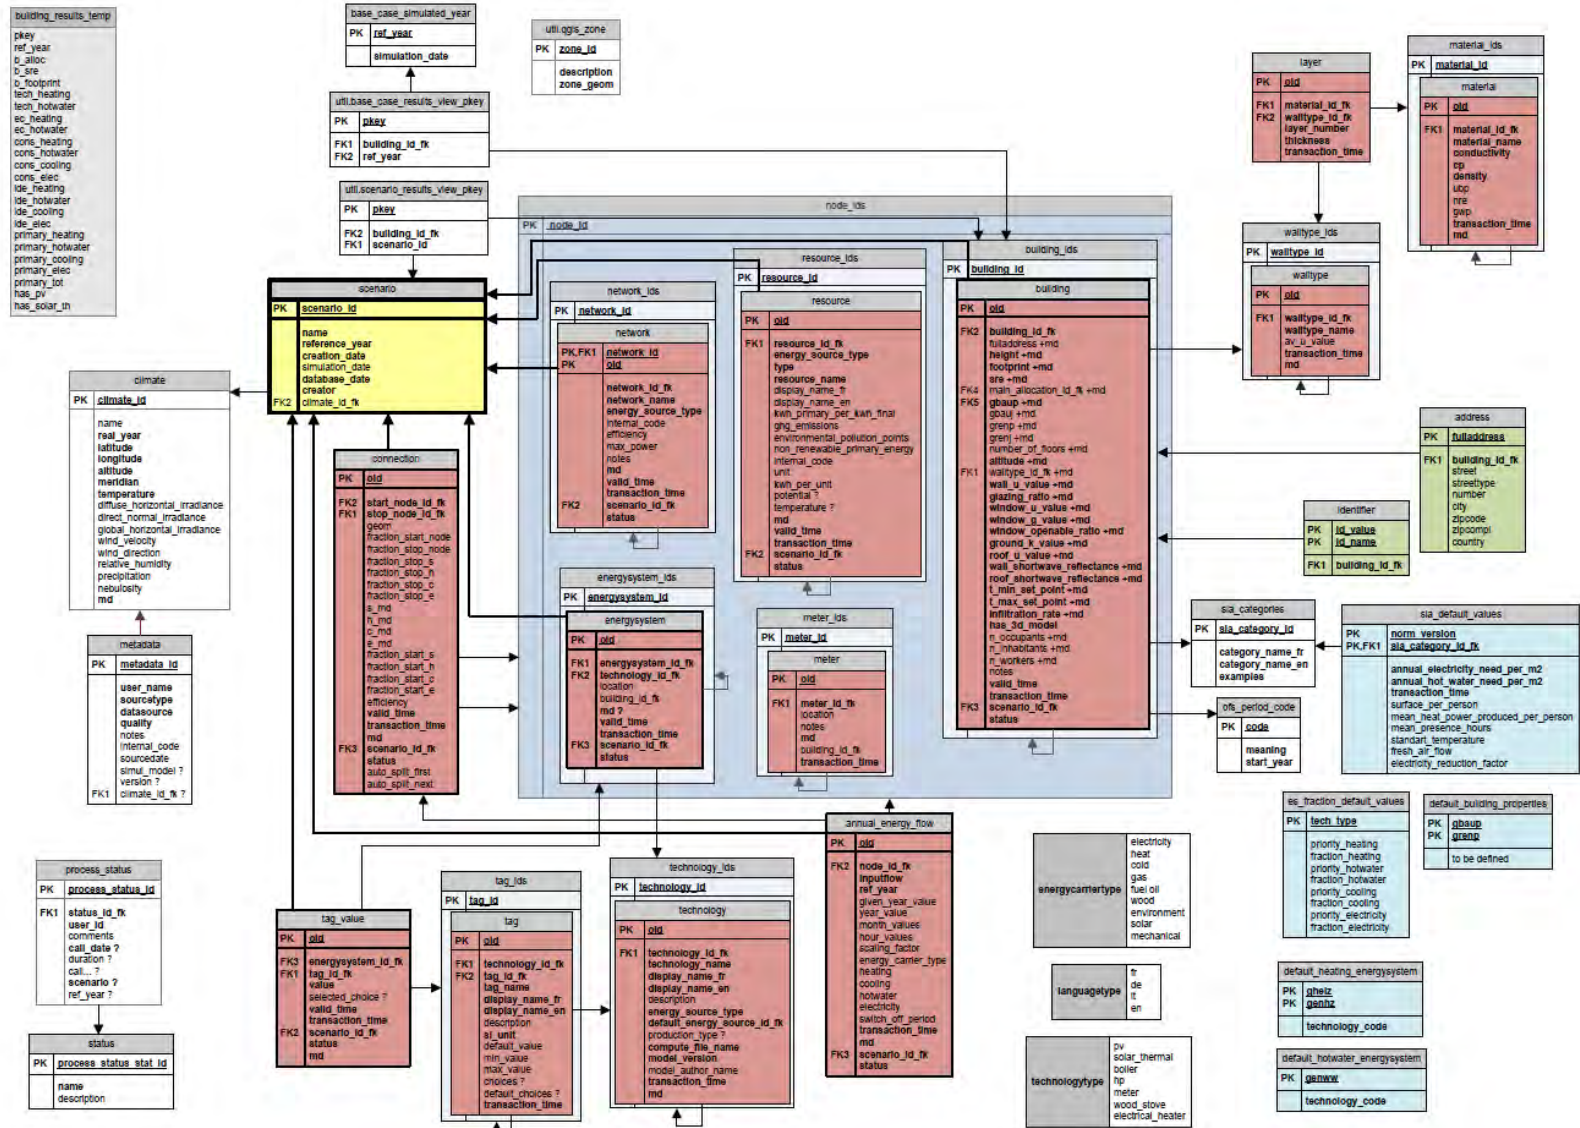 building_results_temp
pkey
ref_year
b_alloc
b_sre
b_footprint
tech_heating
tech_hotwater
ec_heating
ec_hotwater
cons_heating
cons_hotwater
cons_cooling
cons_elec
ide_heating
ide_hotwater
ide_cooling
ide_elec
primary_heating
primary_hotwater
primary_cooling
primary_elec
primary_tot
has_pv
has_solar_th
base_case_simulated_year
PK ref_year
simulation_date
util.base_case_results_view_pkey
PK pkey
FK1 building_id_fk
FK2 ref_year
util.scenario_results_view_pkey
PK pkey
FK2 building_id_fk
FK1 scenario_id
util.qgis_zone
PK zone_id
description
zone_geom
scenario
PK scenario_id
name
reference_year
creation_date
simulation_date
database_date
creator
FK2 climate_id_fk
climate
PK climate_id
name
real_year
latitude
longitude
altitude
meridian
temperature
diffuse_horizontal_irradiance
direct_normal_irradiance
global_horizontal_irradiance
wind_velocity
wind_direction
relative_humidity
precipitation
nebulosity
md
metadata
PK metadata_id
user_name
sourcetype
datasource
quality
notes
internal_code
sourcedate
simul_model ?
version ?
FK1 climate_id_fk ?
process_status
PK process_status_id
FK1 status_id_fk
user_id
comments
call_date ?
duration ?
call... ?
scenario ?
ref_year ?
status
PK process_status_stat_id
name
description
connection
PK oid
FK2 start_node_id_fk
FK1 stop_node_id_fk
geom
fraction_start_node
fraction_stop_node
fraction_stop_s
fraction_stop_h
fraction_stop_c
fraction_stop_e
s_md
h_md
c_md
e_md
fraction_start_s
fraction_start_h
fraction_start_c
fraction_start_e
efficiency
valid_time
transaction_time
md
FK3 scenario_id_fk
status
auto_split_first
auto_split_next
node_ids
PK node_id
network_ids
PK network_id
network
PK,FK1 network_id
PK oid
network_id_fk
network_name
energy_source_type
internal_code
efficiency
max_power
notes
md
valid_time
transaction_time
FK2 scenario_id_fk
status
energysystem_ids
PK energysystem_id
energysystem
PK oid
FK1 energysystem_id_fk
FK2 technology_id_fk
location
building_id_fk
md ?
valid_time
transaction_time
FK3 scenario_id_fk
status
resource_ids
PK resource_id
resource
PK oid
FK1 resource_id_fk
energy_source_type
type
resource_name
display_name_fr
display_name_en
kwh_primary_per_kwh_final
ghg_emissions
environmental_pollution_points
non_renewable_primary_energy
internal_code
unit
kwh_per_unit
potential ?
temperature ?
md
valid_time
transaction_time
FK2 scenario_id_fk
status
meter_ids
PK meter_id
meter
PK oid
FK1 meter_id_fk
location
notes
md
building_id_fk
transaction_time
building_ids
PK building_id
building
PK oid
FK2 building_id_fk
fulladdress +md
height +md
footprint +md
sre +md
FK4 main_allocation_id_fk +md
FK5 gbaup +md
gbauj +md
grenp +md
grenj +md
number_of_floors +md
altitude +md
FK1 walltype_id_fk +md
wall_u_value +md
glazing_ratio +md
window_u_value +md
window_g_value +md
window_openable_ratio +md
ground_k_value +md
roof_u_value +md
wall_shortwave_reflectance +md
roof_shortwave_reflectance +md
t_min_set_point +md
t_max_set_point +md
infiltration_rate +md
has_3d_model
n_occupants +md
n_inhabitants +md
n_workers +md
notes
valid_time
transaction_time
FK3 scenario_id_fk
status
layer
PK oid
FK1 material_id_fk
FK2 walltype_id_fk
layer_number
thickness
transaction_time
material_ids
PK material_id
material
PK oid
FK1 material_id_fk
material_name
conductivity
cp
density
ubp
nre
gwp
transaction_time
md
walltype_ids
PK walltype_id
walltype
PK oid
FK1 walltype_id_fk
walltype_name
av_u_value
transaction_time
md
address
PK fulladdress
FK1 building_id_fk
street
streettype
number
city
zipcode
zipcompl
country
identifier
PK id_value
PK id_name
FK1 building_id_fk
sia_categories
PK sia_category_id
category_name_fr
category_name_en
examples
sia_default_values
PK norm_version
PK,FK1 sia_category_id_fk
annual_electricity_need_per_m2
annual_hot_water_need_per_m2
transaction_time
surface_per_person
mean_heat_power_produced_per_person
mean_presence_hours
standart_temperature
fresh_air_flow
electricity_reduction_factor
ofs_period_code
PK code
meaning
start_year
es_fraction_default_values
PK tech_type
priority_heating
fraction_heating
priority_hotwater
fraction_hotwater
priority_cooling
fraction_cooling
priority_electricity
fraction_electricity
default_building_properties
PK gbaup
PK grenp
to be defined
default_heating_energysystem
PK gheiz
PK genhz
technology_code
default_hotwater_energysystem
PK genww
technology_code
tag_value
PK oid
FK3 energysystem_id_fk
FK1 tag_id_fk
value
selected_choice ?
valid_time
transaction_time
FK2 scenario_id_fk
status
md
tag_ids
PK tag_id
tag
PK oid
FK1 technology_id_fk
FK2 tag_id_fk
tag_name
display_name_fr
display_name_en
description
si_unit
default_value
min_value
max_value
choices ?
default_choices ?
transaction_time
technology_ids
PK technology_id
technology
PK oid
FK1 technology_id_fk
technology_name
display_name_fr
display_name_en
description
energy_source_type
default_energy_source_id_fk
production_type ?
compute_file_name
model_version
model_author_name
transaction_time
md
annual_energy_flow
PK oid
FK2 node_id_fk
inputflow
ref_year
given_year_value
year_value
month_values
hour_values
scaling_factor
energy_carrier_type
heating
cooling
hotwater
electricity
switch_off_period
transaction_time
md
FK3 scenario_id_fk
status
energycarriertype
electricity
heat
cold
gas
fuel oil
wood
environment
solar
mechanical
languagetype
fr
de
it
en
technologytype
pv
solar_thermal
boiler
hp
meter
wood_stove
electrical_heater